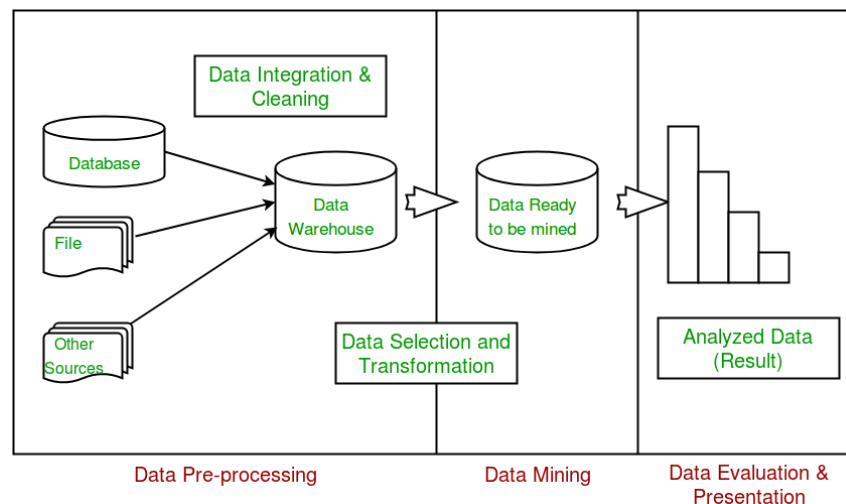 Data Integration &
Cleaning
Database
File
Other
Sources
Data
Warehouse
Data Selection and
Transformation
Data Ready
to be mined
Analyzed Data
(Result)
Data Pre-processing
Data Mining
Data Evaluation &
Presentation